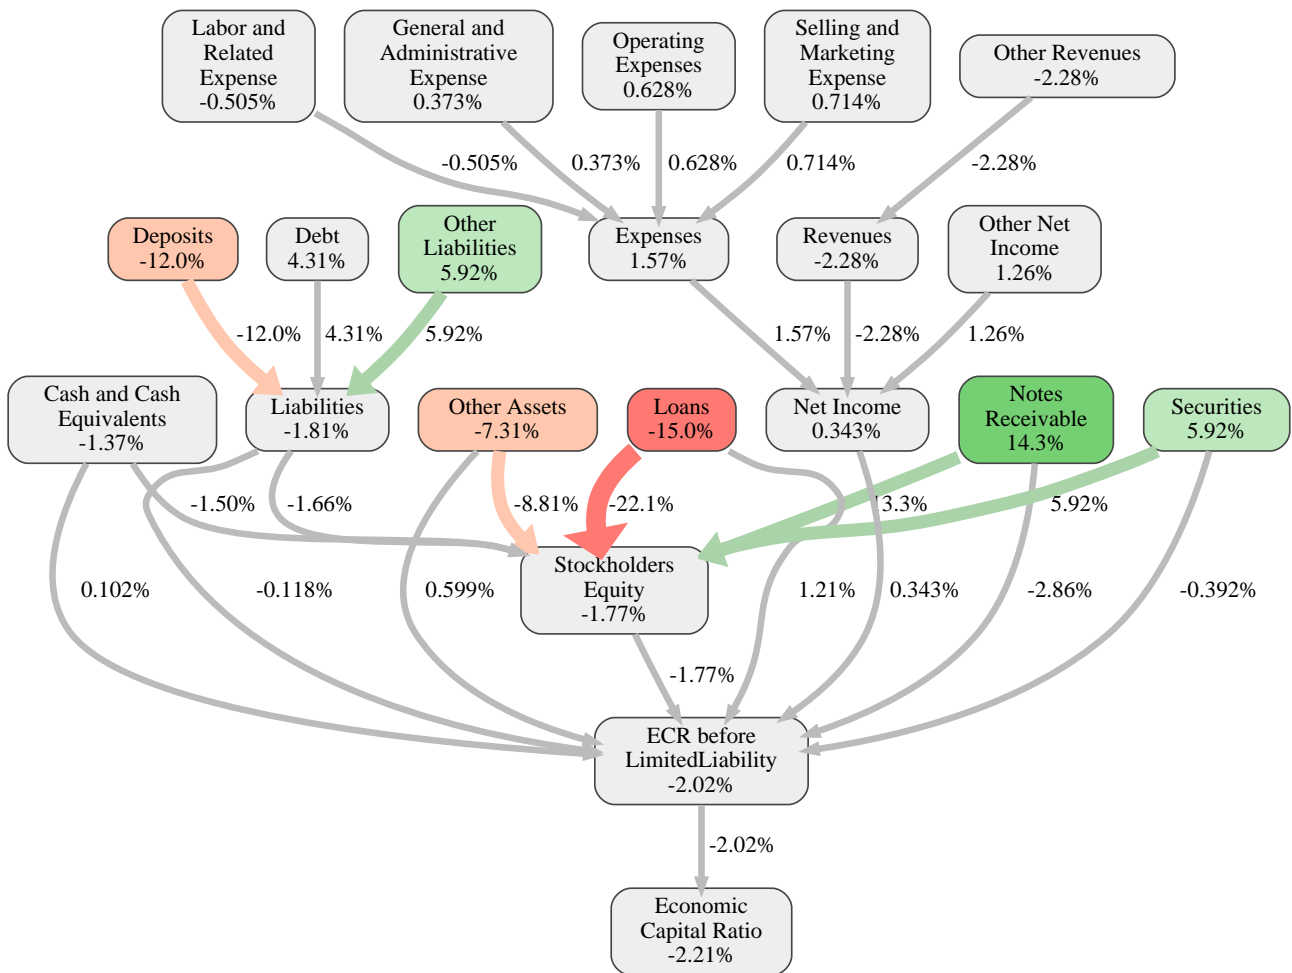 Labor and
Related
Expense
-0.505%
General and
Administrative
Expense
0.373%
Operating
Expenses
0.628%
Selling and
Marketing
Expense
0.714%
Other Revenues
-2.28%
-0.505%
0.373%
0.628%
0.714%
-2.28%
Deposits
-12.0%
Debt
4.31%
Other
Liabilities
5.92%
Expenses
1.57%
Revenues
-2.28%
Other Net
Income
1.26%
-12.0%
4.31%
5.92%
1.57%
-2.28%
1.26%
Cash and Cash
Equivalents
-1.37%
Liabilities
-1.81%
Other Assets
-7.31%
Loans
-15.0%
Net Income
0.343%
Notes
Receivable
14.3%
Securities
5.92%
-1.50%
-1.66%
-8.81%
-22.1%
13.3%
5.92%
Stockholders
Equity
-1.77%
0.102%
-0.118%
0.599%
1.21%
0.343%
-2.86%
-0.392%
-1.77%
ECR before
LimitedLiability
-2.02%
-2.02%
Economic
Capital Ratio
-2.21%